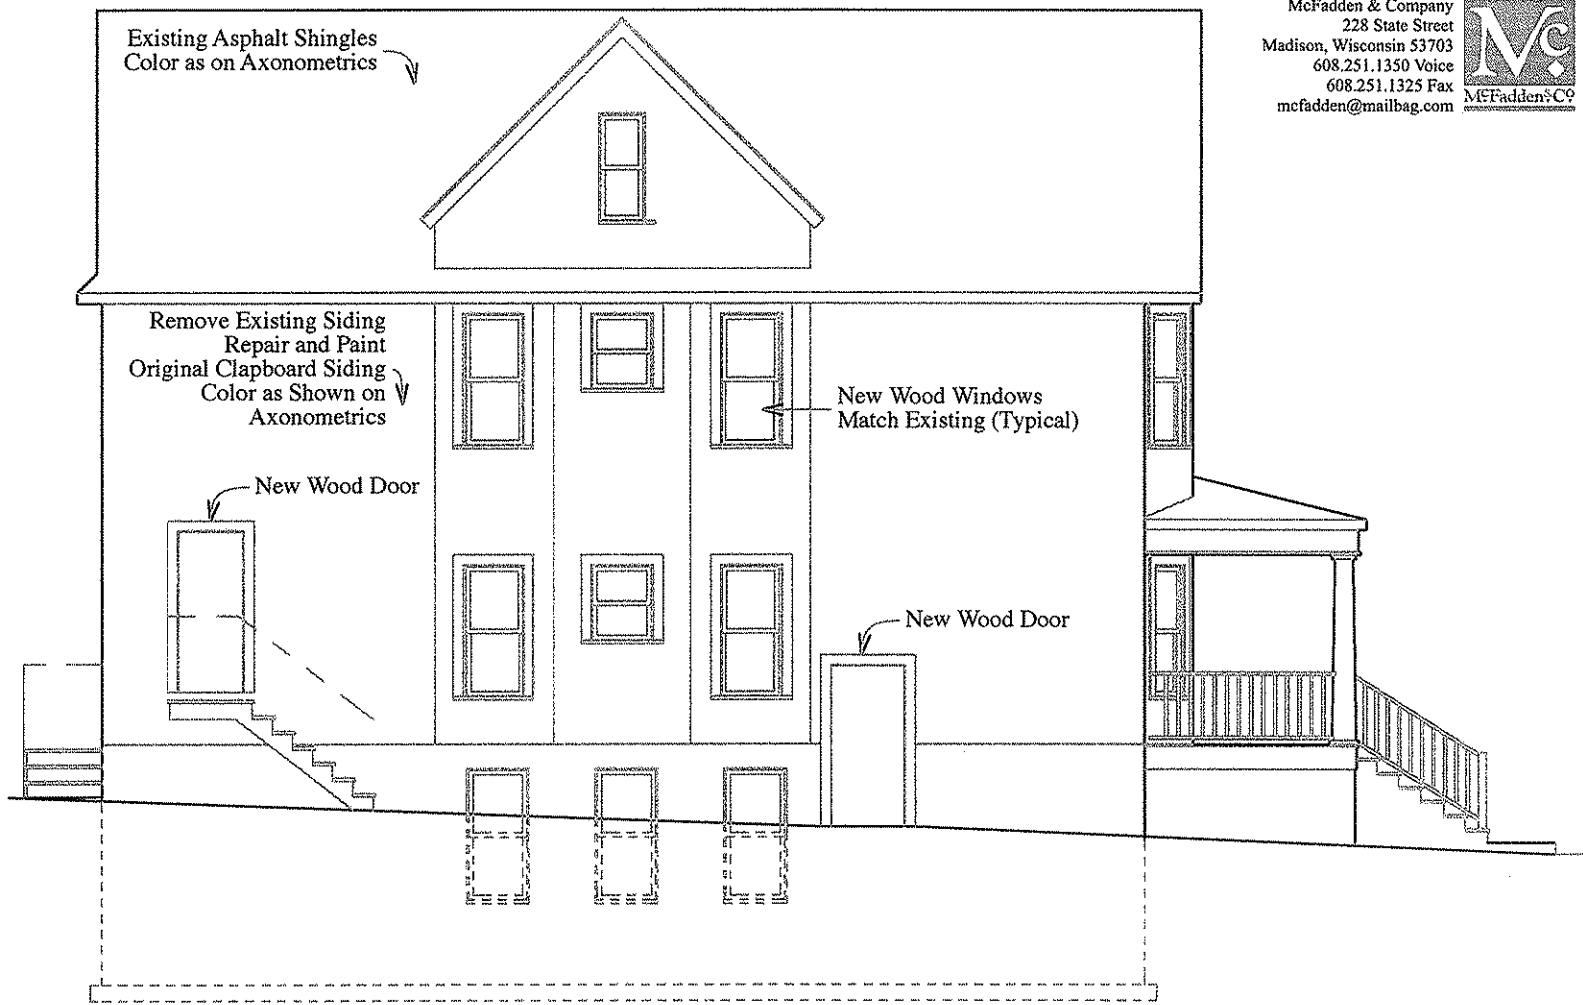 McFadden & Company
228 State Street
Madison, Wisconsin 53703
608.251.1350 Voice
608.251.1325 Fax
mcfadden@mailbag.com
Mc
McFadden & Co
Existing Asphalt Shingles
Color as on Axonometrics
Remove Existing Siding
Repair and Paint
Original Clapboard Siding
Color as Shown on
Axonometrics
New Wood Windows
Match Existing (Typical)
New Wood Door
New Wood Door